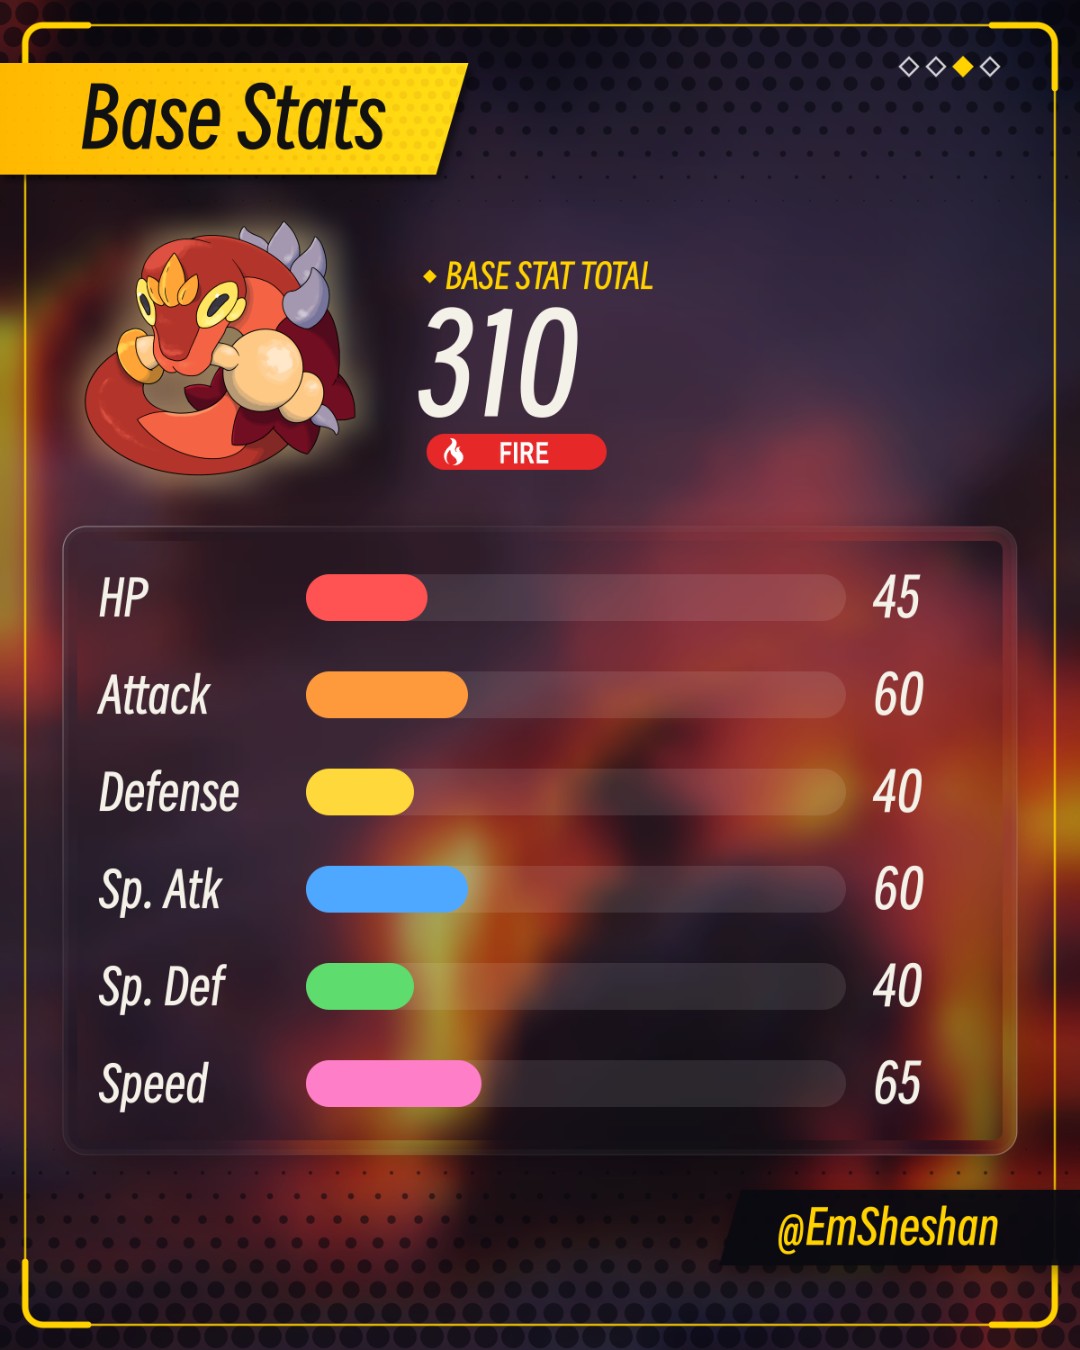 Base Stats
BASE STAT TOTAL
310
FIRE
HP 45
Attack 60
Defense 40
Sp. Atk 60
Sp. Def 40
Speed 65
@EmSheshan